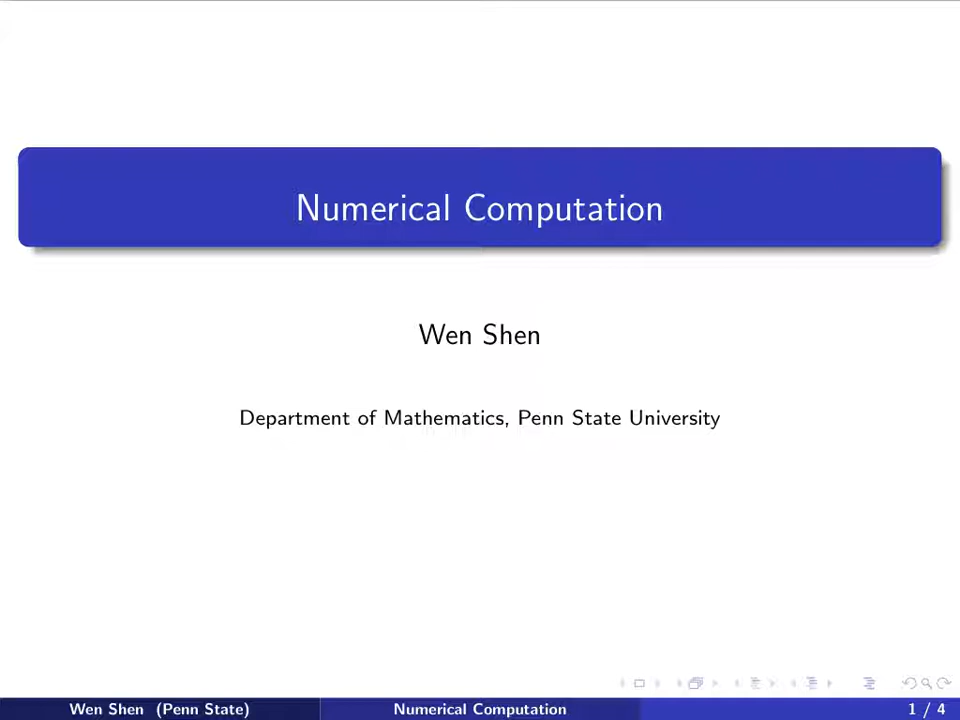 Numerical Computation
Wen Shen
Department of Mathematics, Penn State University
Wen Shen (Penn State)
Numerical Computation
1 / 4